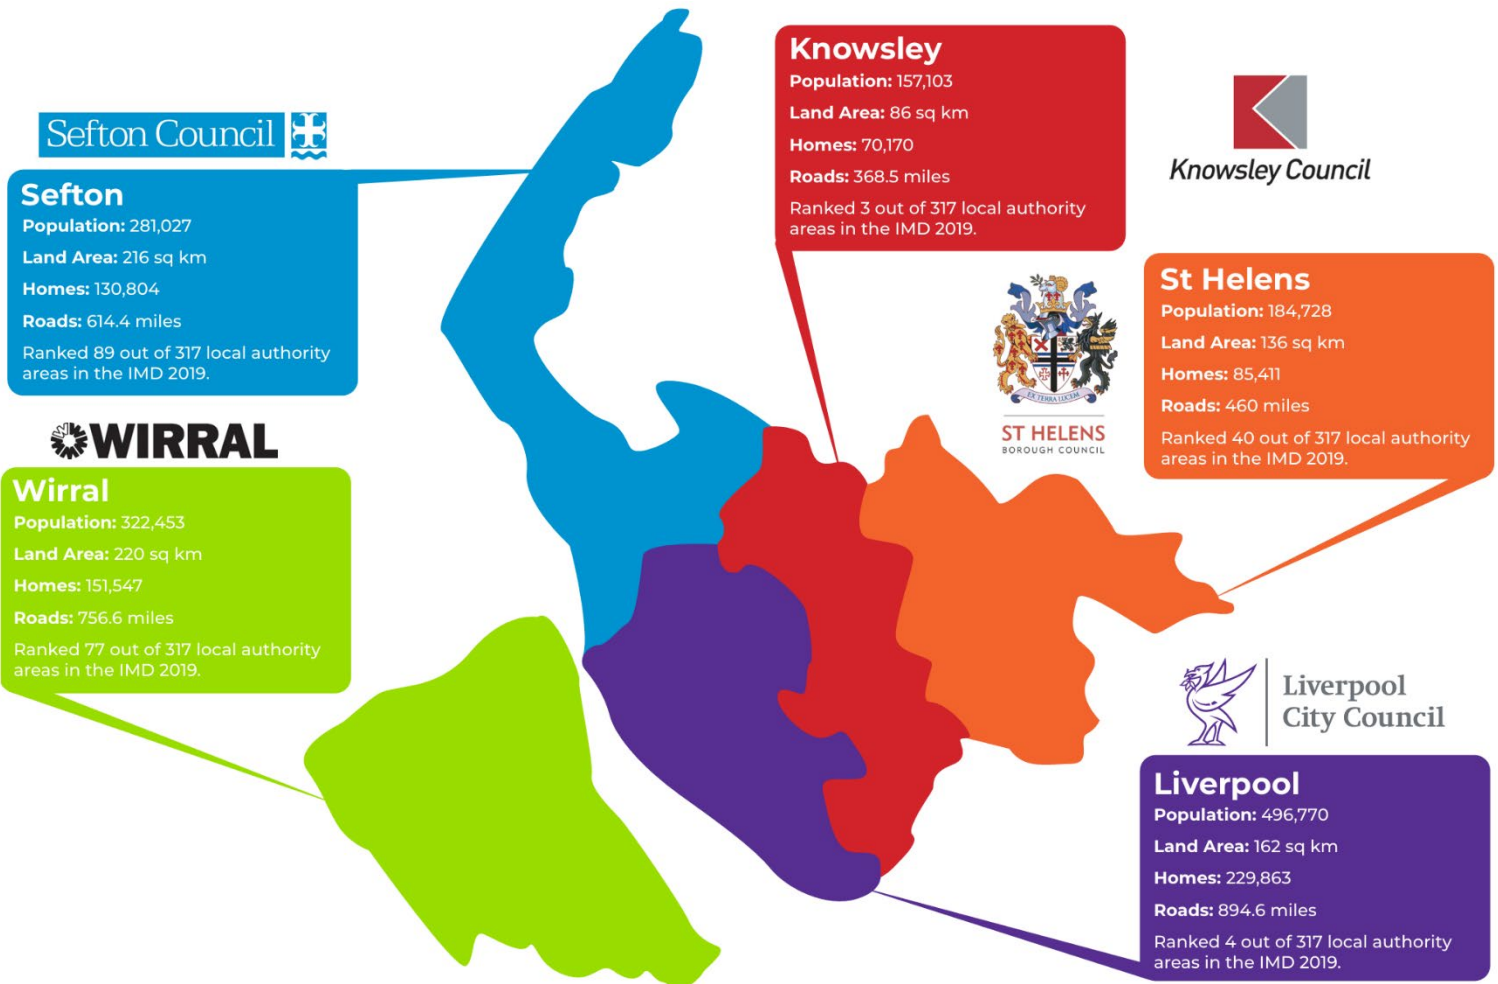 Sefton Council
Sefton
Population: 281,027
Land Area: 216 sq km
Homes: 130,804
Roads: 614.4 miles
Ranked 89 out of 317 local authority
areas in the IMD 2019.
WIRRAL
Wirral
Population: 322,453
Land Area: 220 sq km
Homes: 151,547
Roads: 756.6 miles
Ranked 77 out of 317 local authority
areas in the IMD 2019.
Knowsley
Population: 157,103
Land Area: 86 sq km
Homes: 70,170
Roads: 368.5 miles
Ranked 3 out of 317 local authority
areas in the IMD 2019.
Knowsley Council
EX TERRA LUCEM
ST HELENS
BOROUGH COUNCIL
St Helens
Population: 184,728
Land Area: 136 sq km
Homes: 85,411
Roads: 460 miles
Ranked 40 out of 317 local authority
areas in the IMD 2019.
Liverpool
City Council
Liverpool
Population: 496,770
Land Area: 162 sq km
Homes: 229,863
Roads: 894.6 miles
Ranked 4 out of 317 local authority
areas in the IMD 2019.